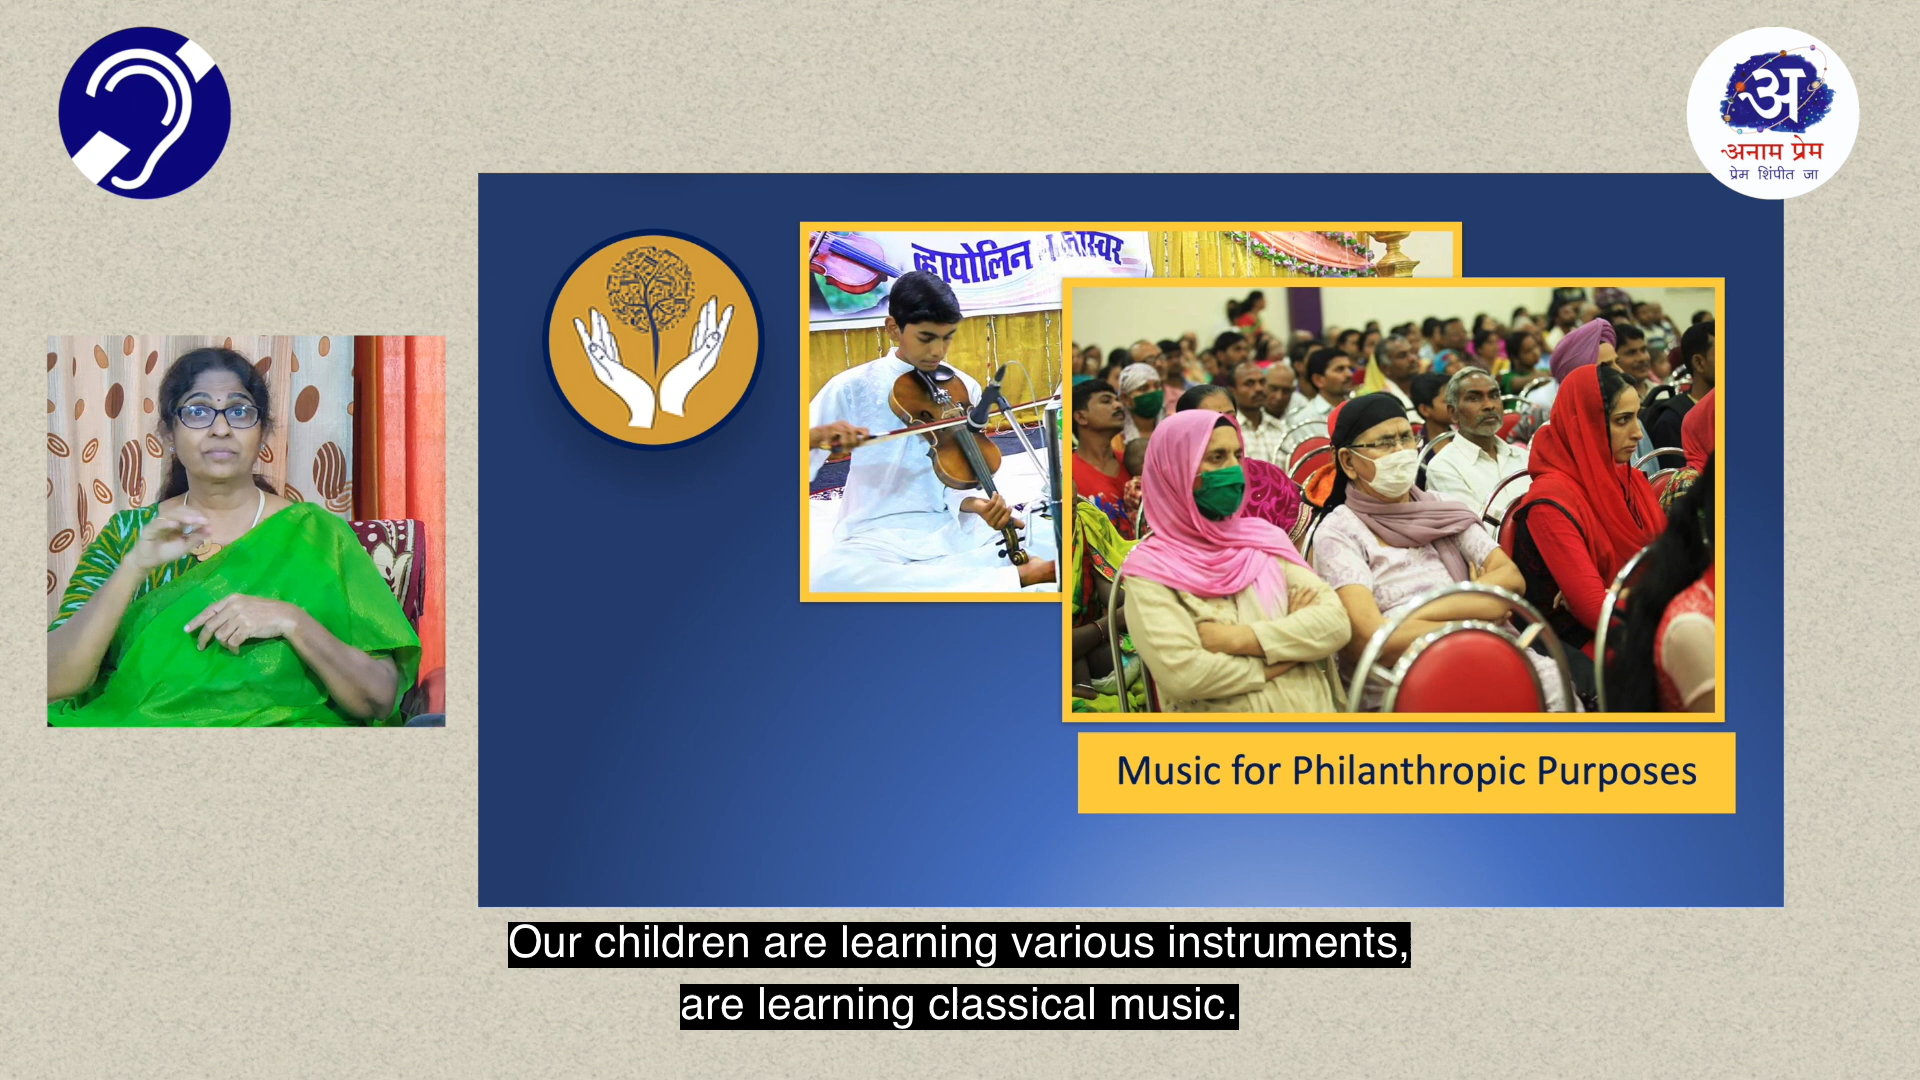 अ
अनाम प्रेम
प्रेम शिंपीत जा
व्हायोलिन
Music for Philanthropic Purposes
Our children are learning various instruments,
are learning classical music.